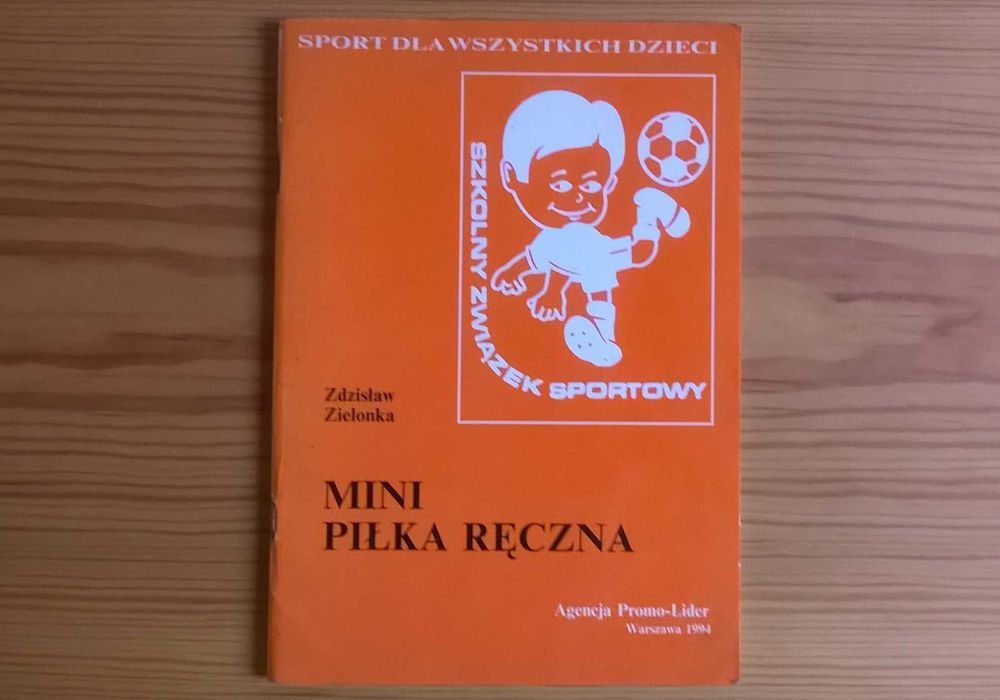 SPORT DLA WSZYSTKICH DZIECI
SZKOLNY ZWIĄZEK SPORTOWY
Zdzisław
Zielonka
MINI
PIŁKA RĘCZNA
Agencja Promo-Lider
Warszawa 1994